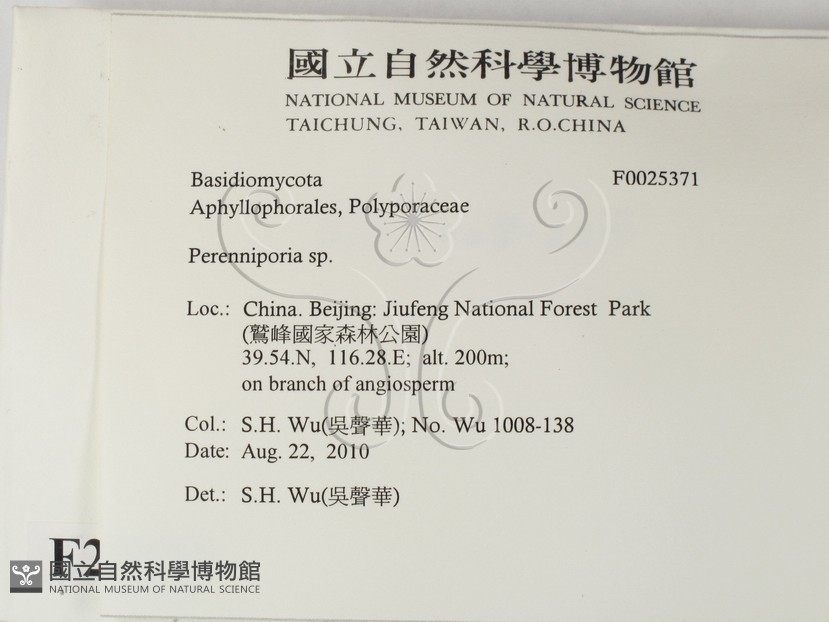 國立自然科學博物館
NATIONAL MUSEUM OF NATURAL SCIENCE
TAICHUNG, TAIWAN, R.O.CHINA
Basidiomycota F0025371
Aphyllophorales, Polyporaceae
Perenniporia sp.
Loc.: China. Beijing: Jiufeng National Forest Park
(鷲峰國家森林公園)
39.54.N, 116.28.E; alt. 200m;
on branch of angiosperm
Col.: S.H. Wu(吳聲華); No. Wu 1008-138
Date: Aug. 22, 2010
Det.: S.H. Wu(吳聲華)
F2
國立自然科學博物館
NATIONAL MUSEUM OF NATURAL SCIENCE